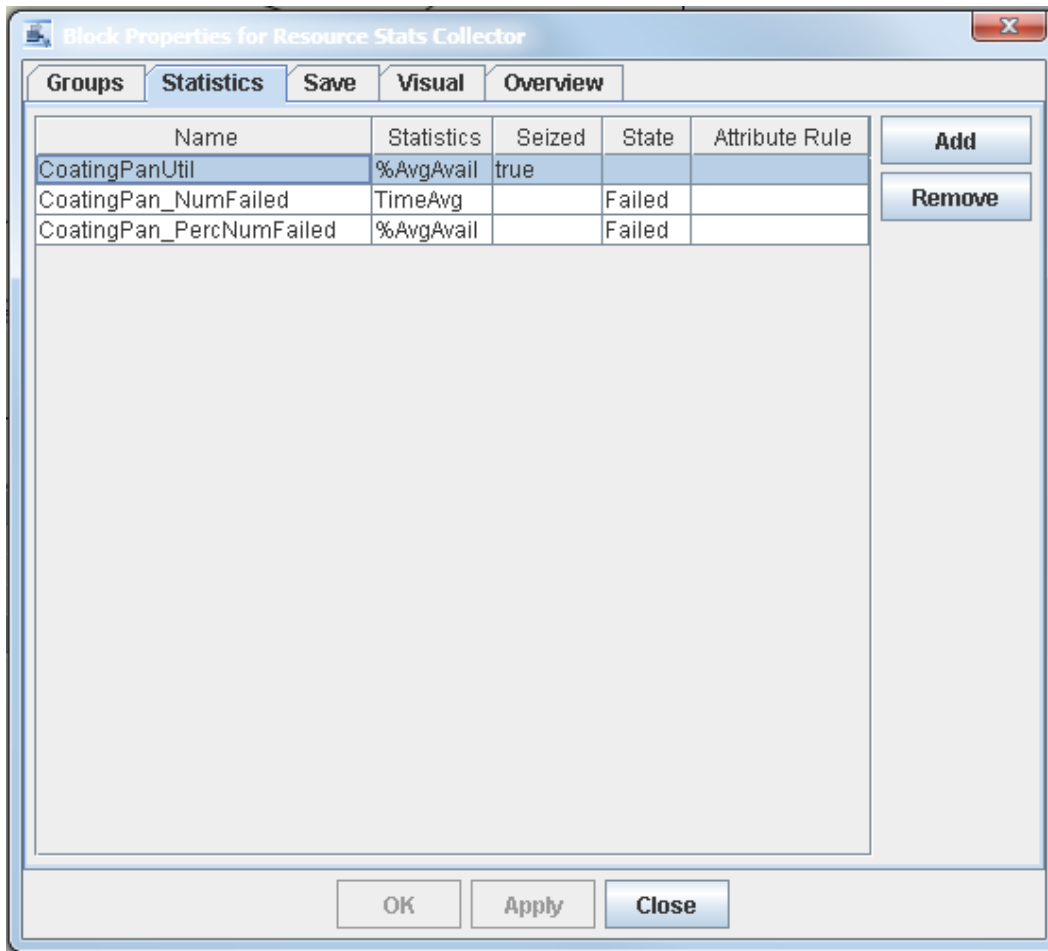 Block Properties for Resource Stats Collector
x
Groups Statistics Save Visual Overview
Name Statistics Seized State Attribute Rule Add
CoatingPanUtil %AvgAvail true
CoatingPan_NumFailed TimeAvg Failed Remove
CoatingPan_PercNumFailed %AvgAvail Failed
OK Apply Close